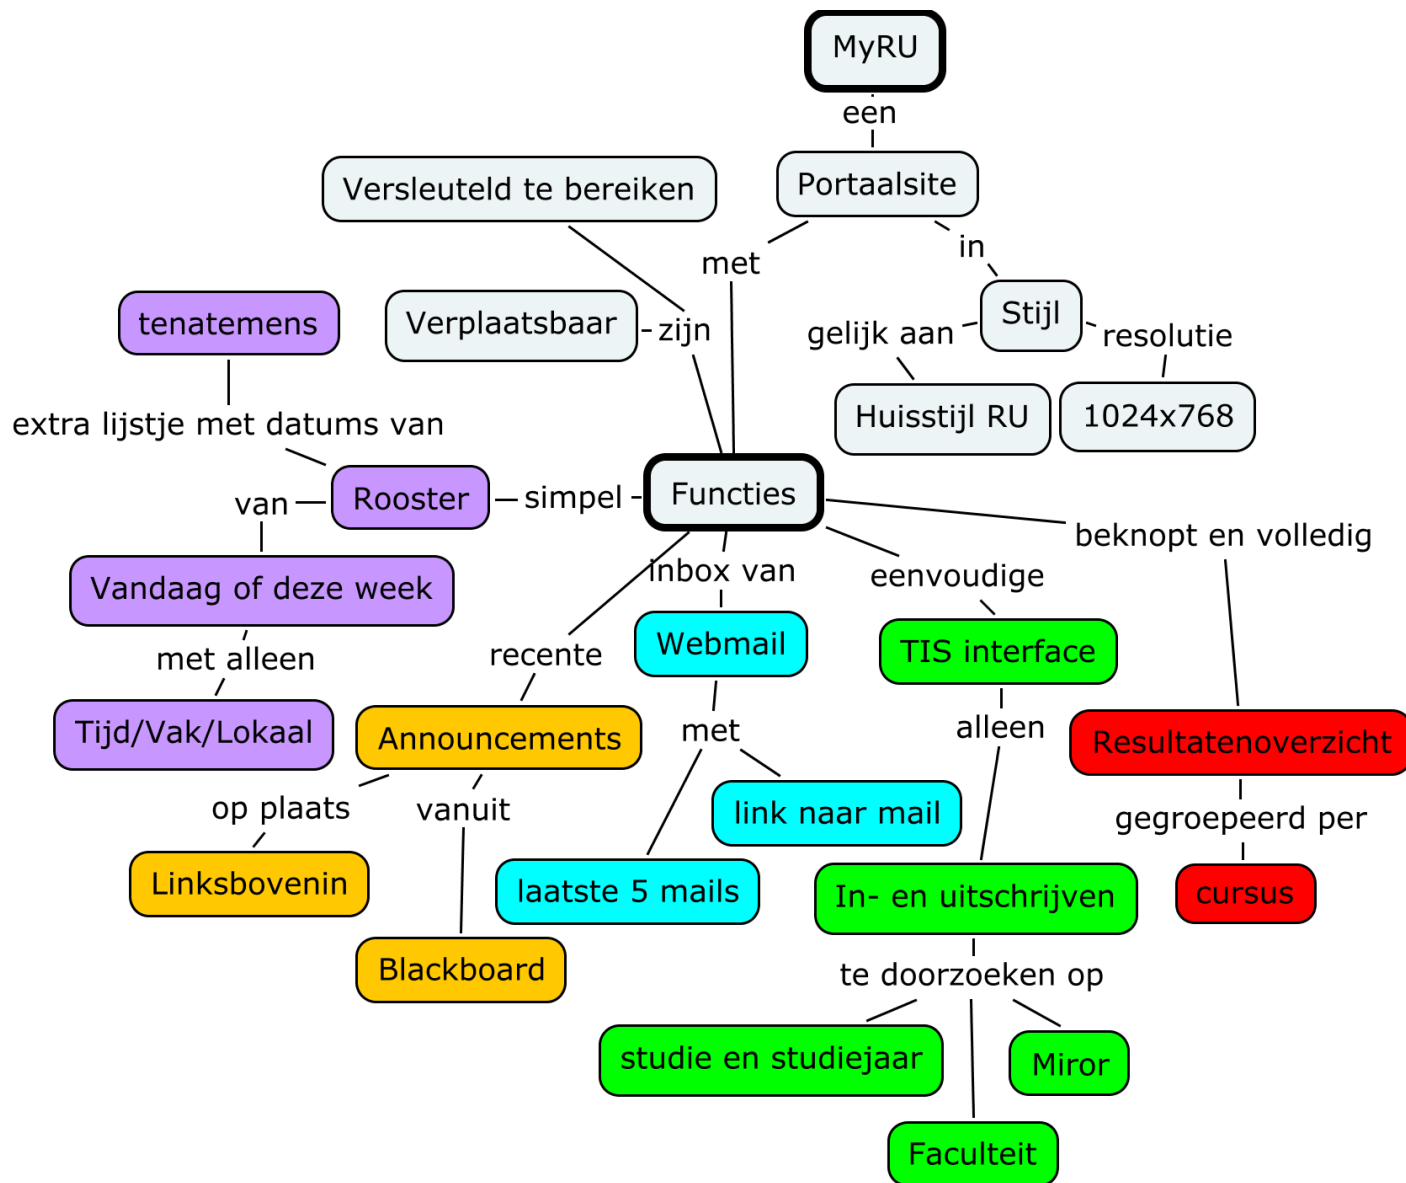 MyRU
een
Portaalsite
Versleuteld te bereiken
in
met
tenatemens
Verplaatsbaar
zijn
Stijl
gelijk aan
resolutie
Huisstijl RU
1024x768
extra lijstje met datums van
Rooster
simpel
Functies
van
beknopt en volledig
Vandaag of deze week
inbox van
eenvoudige
met alleen
recente
Webmail
TIS interface
Tijd/Vak/Lokaal
Announcements
met
alleen
Resultatenoverzicht
op plaats
vanuit
link naar mail
gegroepeerd per
Linksbovenin
laatste 5 mails
In- en uitschrijven
cursus
Blackboard
te doorzoeken op
studie en studiejaar
Miror
Faculteit